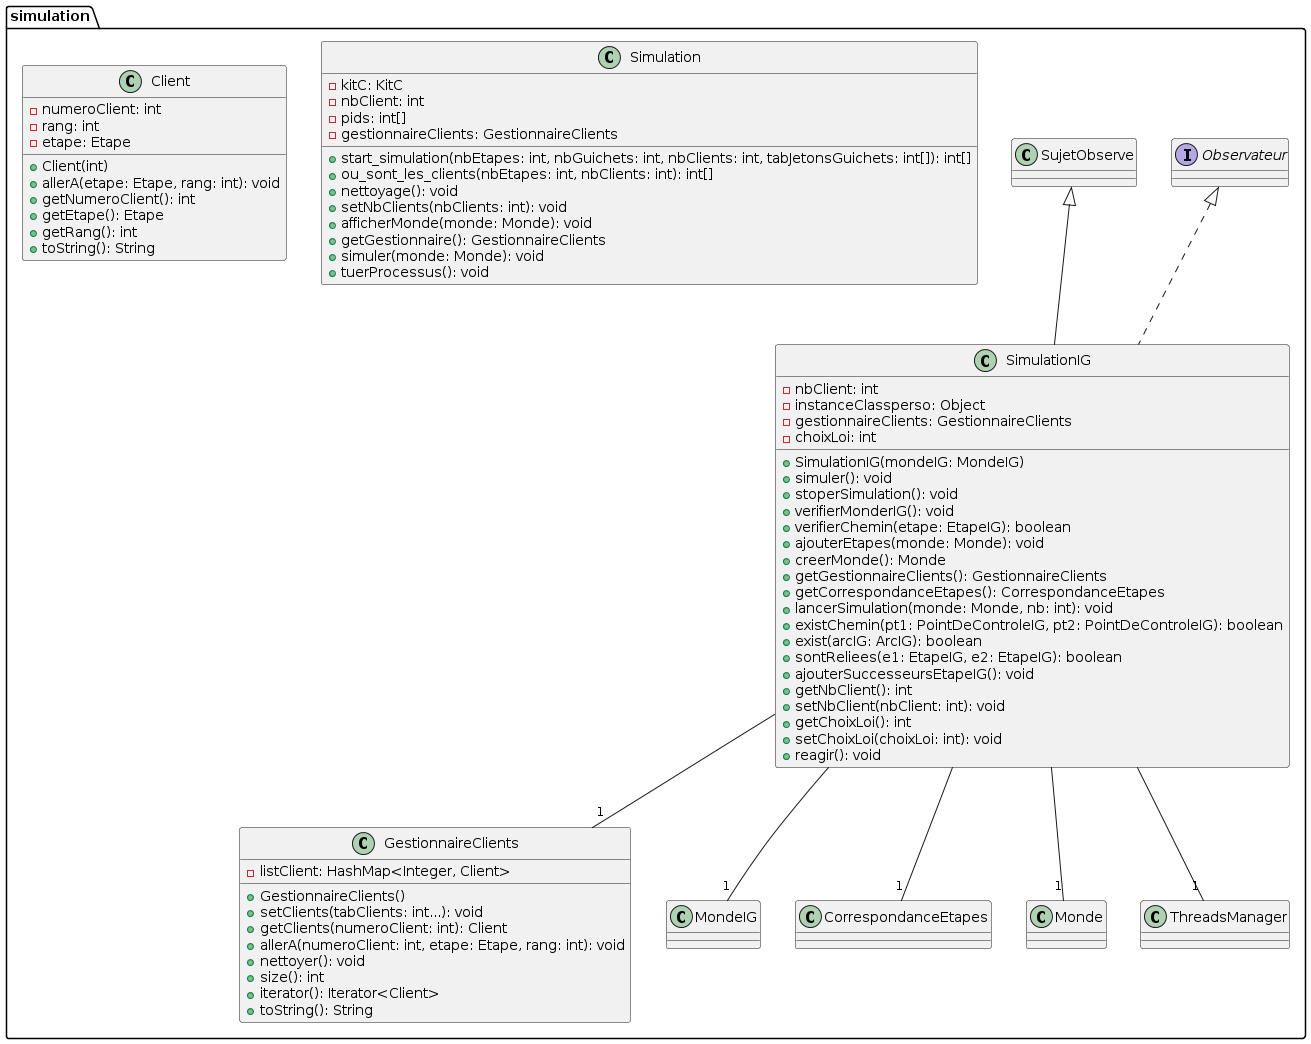 simulation
C Client
numeroClient: int
rang: int
etape: Etape
Client(int)
allerA(etape: Etape, rang: int): void
getNumeroClient(): int
getEtape(): Etape
getRang(): int
toString(): String
C Simulation
kitC: KitC
nbClient: int
pids: int[]
gestionnaireClients: GestionnaireClients
start_simulation(nbEtapes: int, nbGuichets: int, nbClients: int, tabJetonsGuichets: int[]): int[]
ou_sont_les_clients(nbEtapes: int, nbClients: int): int[]
nettoyage(): void
setNbClients(nbClients: int): void
afficherMonde(monde: Monde): void
getGestionnaire(): GestionnaireClients
simuler(monde: Monde): void
tuerProcessus(): void
C SujetObserve
I Observateur
C SimulationIG
nbClient: int
instanceClassperso: Object
gestionnaireClients: GestionnaireClients
choixLoi: int
SimulationIG(mondeIG: MondeIG)
simuler(): void
stoperSimulation(): void
verifierMonderIG(): void
verifierChemin(etape: EtapeIG): boolean
ajouterEtapes(monde: Monde): void
creerMonde(): Monde
getGestionnaireClients(): GestionnaireClients
getCorrespondanceEtapes(): CorrespondanceEtapes
lancerSimulation(monde: Monde, nb: int): void
existChemin(pt1: PointDeControleIG, pt2: PointDeControleIG): boolean
exist(arcIG: ArcIG): boolean
sontReliees(e1: EtapeIG, e2: EtapeIG): boolean
ajouterSuccesseursEtapeIG(): void
getNbClient(): int
setNbClient(nbClient: int): void
getChoixLoi(): int
setChoixLoi(choixLoi: int): void
reagir(): void
1
C GestionnaireClients
listClient: HashMap<Integer, Client>
GestionnaireClients()
setClients(tabClients: int...): void
getClients(numeroClient: int): Client
allerA(numeroClient: int, etape: Etape, rang: int): void
nettoyer(): void
size(): int
iterator(): Iterator<Client>
toString(): String
1
C MondeIG
1
C CorrespondanceEtapes
1
C Monde
1
C ThreadsManager